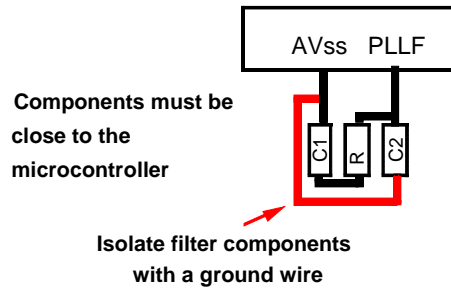 AVss PLLF
Components must be
close to the
microcontroller
C1
R
C2
Isolate filter components
with a ground wire